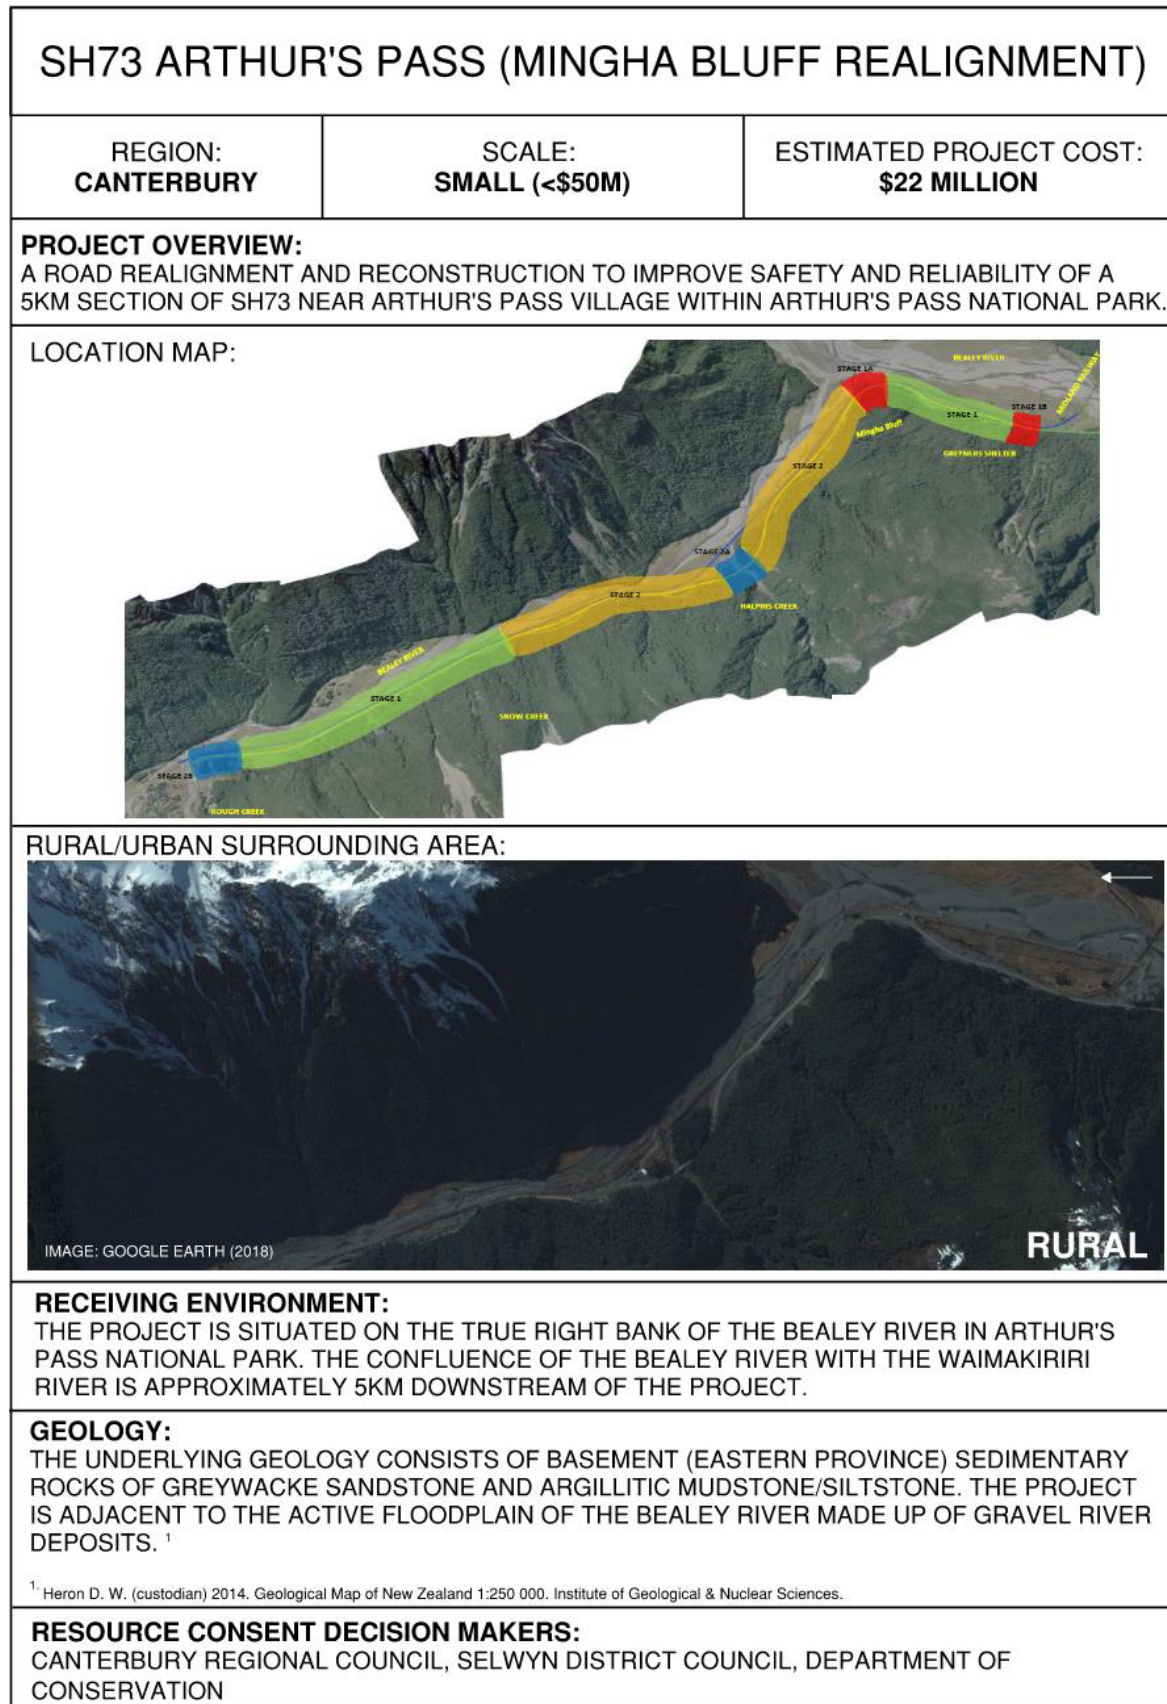 SH73 ARTHUR'S PASS (MINGHA BLUFF REALIGNMENT)
REGION:
CANTERBURY
SCALE:
SMALL (<$50M)
ESTIMATED PROJECT COST:
$22 MILLION
PROJECT OVERVIEW:
A ROAD REALIGNMENT AND RECONSTRUCTION TO IMPROVE SAFETY AND RELIABILITY OF A
5KM SECTION OF SH73 NEAR ARTHUR'S PASS VILLAGE WITHIN ARTHUR'S PASS NATIONAL PARK.
LOCATION MAP:
BEALEY RIVER
MIDLAND RAILWAY
STAGE 1A
STAGE 1
STAGE 1B
Mingha Bluff
GREYNEYS SHELTER
STAGE 2
STAGE 2A
STAGE 2
HALPINS CREEK
BEALEY RIVER
STAGE 1
SNOW CREEK
STAGE 2B
ROUGH CREEK
RURAL/URBAN SURROUNDING AREA:
IMAGE: GOOGLE EARTH (2018)
RURAL
RECEIVING ENVIRONMENT:
THE PROJECT IS SITUATED ON THE TRUE RIGHT BANK OF THE BEALEY RIVER IN ARTHUR'S
PASS NATIONAL PARK. THE CONFLUENCE OF THE BEALEY RIVER WITH THE WAIMAKIRIRI
RIVER IS APPROXIMATELY 5KM DOWNSTREAM OF THE PROJECT.
GEOLOGY:
THE UNDERLYING GEOLOGY CONSISTS OF BASEMENT (EASTERN PROVINCE) SEDIMENTARY
ROCKS OF GREYWACKE SANDSTONE AND ARGILLITIC MUDSTONE/SILTSTONE. THE PROJECT
IS ADJACENT TO THE ACTIVE FLOODPLAIN OF THE BEALEY RIVER MADE UP OF GRAVEL RIVER
DEPOSITS. 1
1. Heron D. W. (custodian) 2014. Geological Map of New Zealand 1:250 000. Institute of Geological & Nuclear Sciences.
RESOURCE CONSENT DECISION MAKERS:
CANTERBURY REGIONAL COUNCIL, SELWYN DISTRICT COUNCIL, DEPARTMENT OF
CONSERVATION